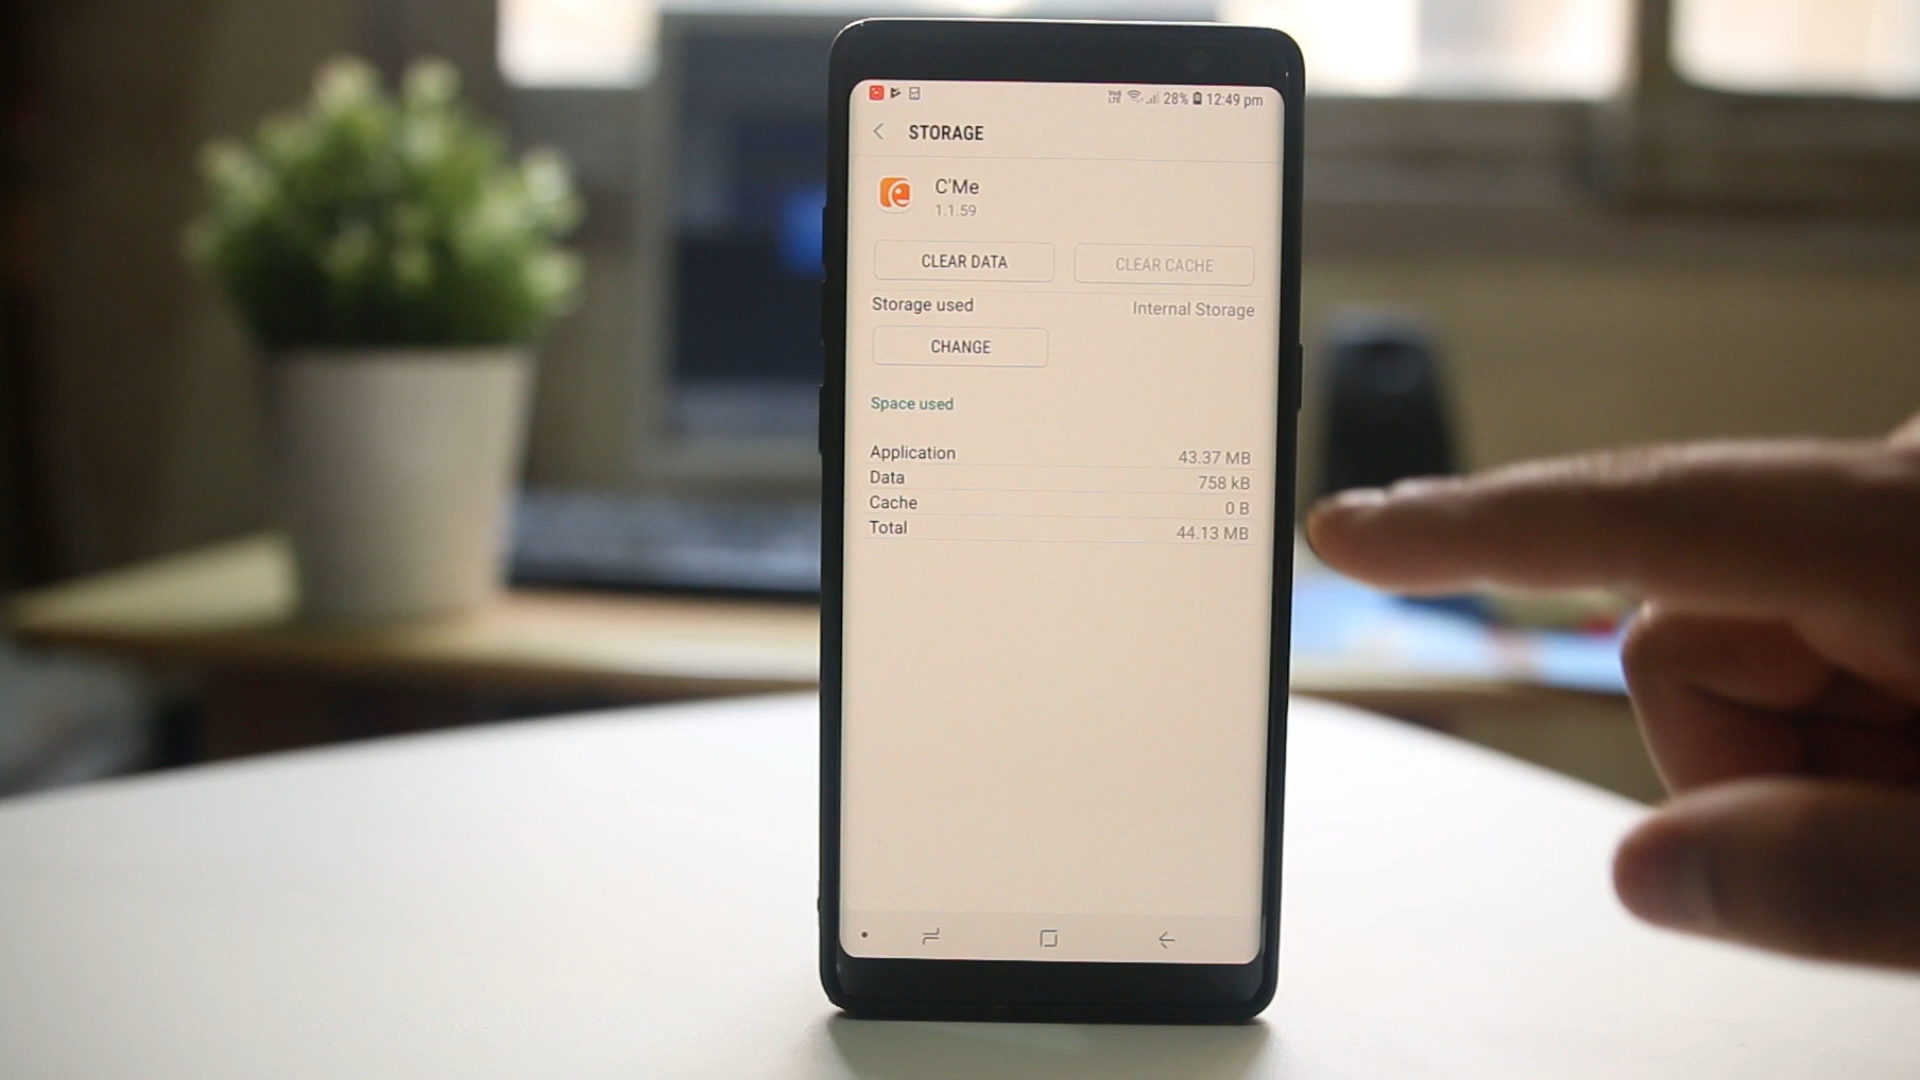 28% 12:49 pm
STORAGE
C'Me
1.1.59
CLEAR DATA CLEAR CACHE
Storage used Internal Storage
CHANGE
Space used
Application 43.37 MB
Data 758 kB
Cache 0 B
Total 44.13 MB